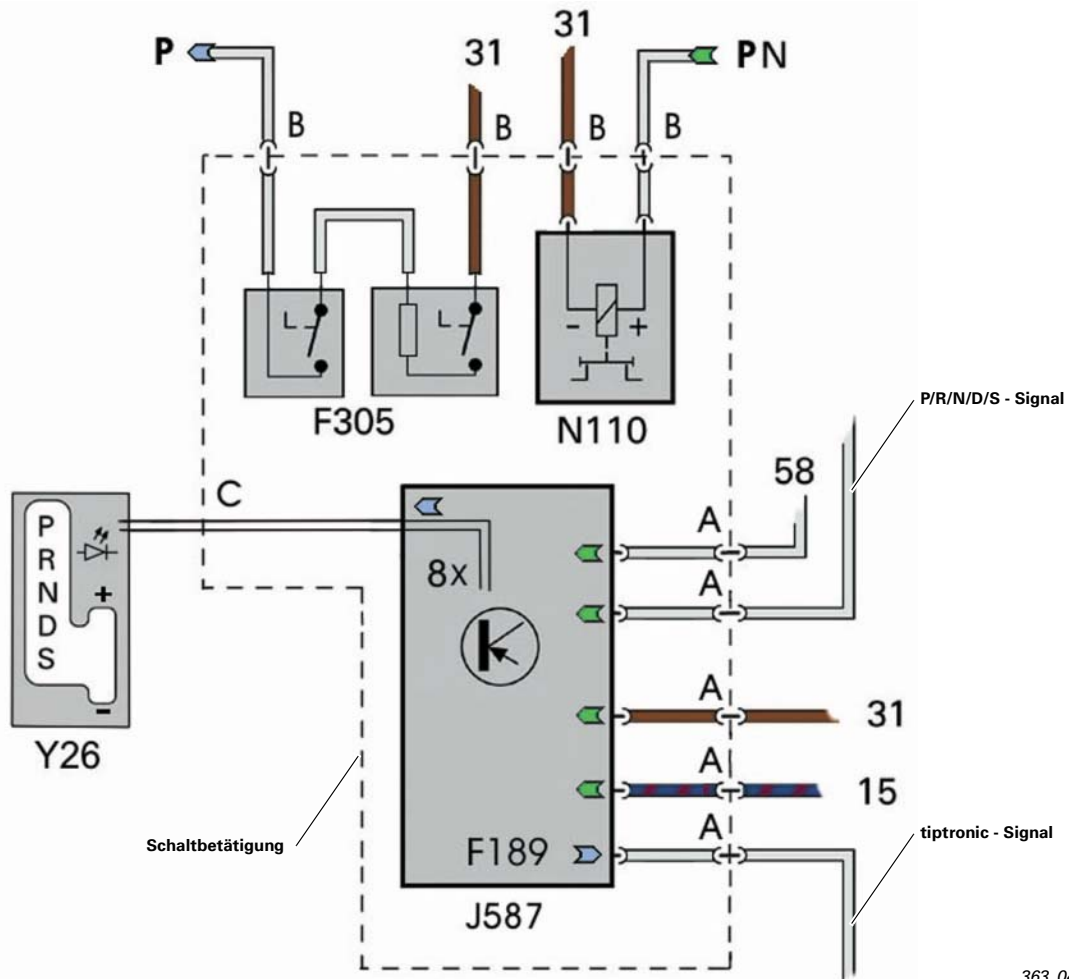 31
31
P
PN
B
B
B
B
F305
N110
P/R/N/D/S - Signal
58
C
A
P
R
N
D
S
+
-
8x
A
A
31
A
15
Y26
Schaltbetätigung
A
tiptronic - Signal
F189
J587
- +